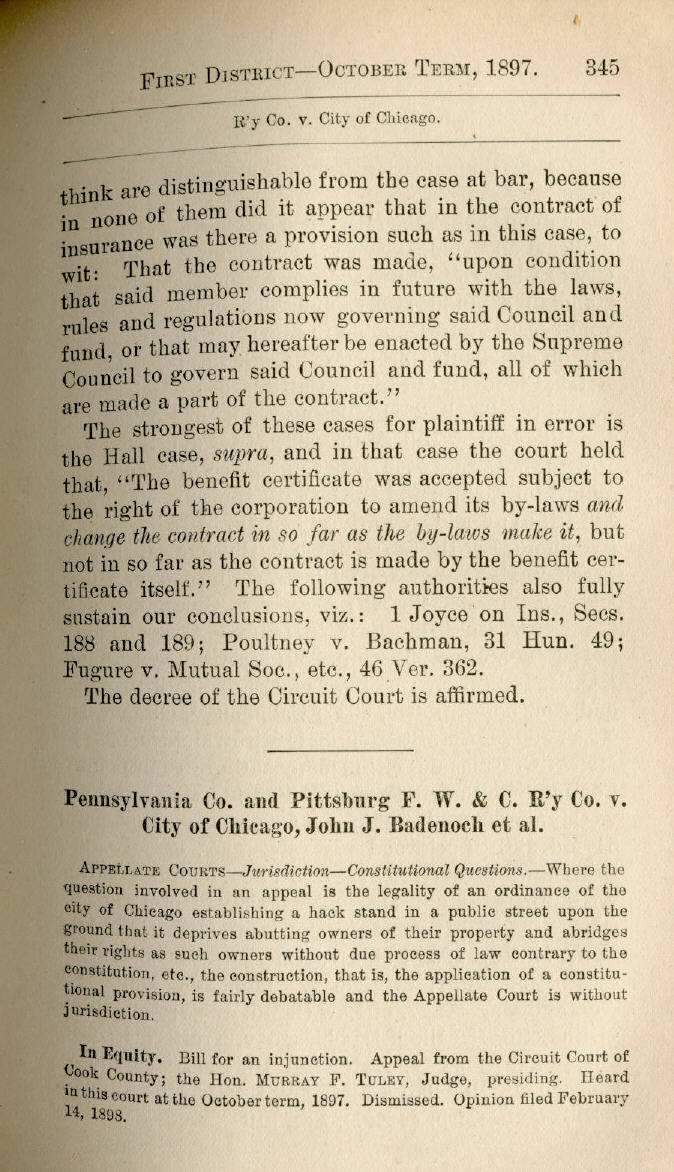 FIRST DISTRICT—OCTOBER TERM, 1897. 345
R'y Co. v. City of Chicago.
think are distinguishable from the case at bar, because
in none of them did it appear that in the contract of
insurance was there a provision such as in this case, to
wit: That the contract was made, "upon condition
that said member complies in future with the laws,
rules and regulations now governing said Council and
fund, or that may hereafter be enacted by the Supreme
Council to govern said Council and fund, all of which
are made a part of the contract."
The strongest of these cases for plaintiff in error is
the Hall case, supra, and in that case the court held
that, "The benefit certificate was accepted subject to
the right of the corporation to amend its by-laws and
change the contract in so far as the by-laws make it, but
not in so far as the contract is made by the benefit cer-
tificate itself." The following authorities also fully
sustain our conclusions, viz.: 1 Joyce on Ins., Secs.
188 and 189; Poultney v. Bachman, 31 Hun. 49;
Fugure v. Mutual Soc., etc., 46 Ver. 362.
The decree of the Circuit Court is affirmed.
Pennsylvania Co. and Pittsburg F. W. & C. R'y Co. v.
City of Chicago, John J. Badenoch et al.
APPELLATE COURTS—Jurisdiction—Constitutional Questions.—Where the
question involved in an appeal is the legality of an ordinance of the
city of Chicago establishing a hack stand in a public street upon the
ground that it deprives abutting owners of their property and abridges
their rights as such owners without due process of law contrary to the
constitution, etc., the construction, that is, the application of a constitu-
tional provision, is fairly debatable and the Appellate Court is without
jurisdiction.
In Equity. Bill for an injunction. Appeal from the Circuit Court of
Cook County; the Hon. MURRAY F. TULEY, Judge, presiding. Heard
in this court at the October term, 1897. Dismissed. Opinion filed February
14, 1898.